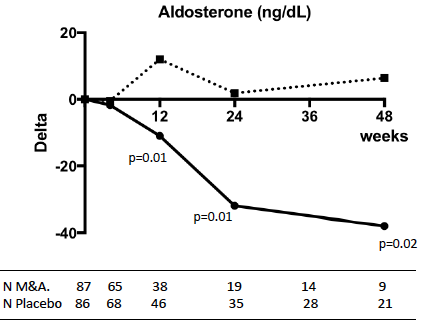 Aldosterone (ng/dL)
20
0
12 24 36 48
weeks
Delta
p=0.01
-20
p=0.01
-40
p=0.02
N M&A. 87 65 38 19 14 9
N Placebo 86 68 46 35 28 21